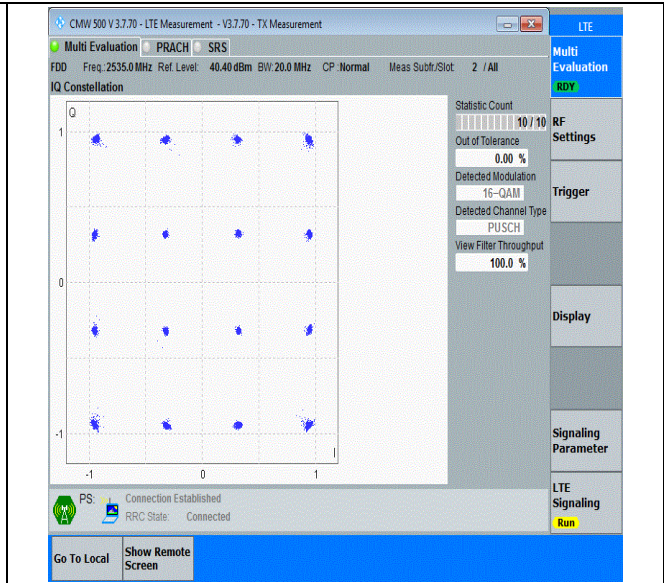 CMW 500 V 3.7.70 - LTE Measurement - V3.7.70 - TX Measurement
LTE
Multi Evaluation PRACH SRS
FDD Freq.:2535.0 MHz Ref. Level: 40.40 dBm BW:20.0 MHz CP :Normal Meas Subfr./Slot: 2 / All
IQ Constellation
Q
1
0
-1
-1 0 1
I
Statistic Count
10 / 10
Out of Tolerance
0.00 %
Detected Modulation
16-QAM
Detected Channel Type
PUSCH
View Filter Throughput
100.0 %
Multi
Evaluation
RDY
RF
Settings
Trigger
Display
Signaling
Parameter
LTE
Signaling
Run
PS: Connection Established
RRC State: Connected
Go To Local
Show Remote
Screen